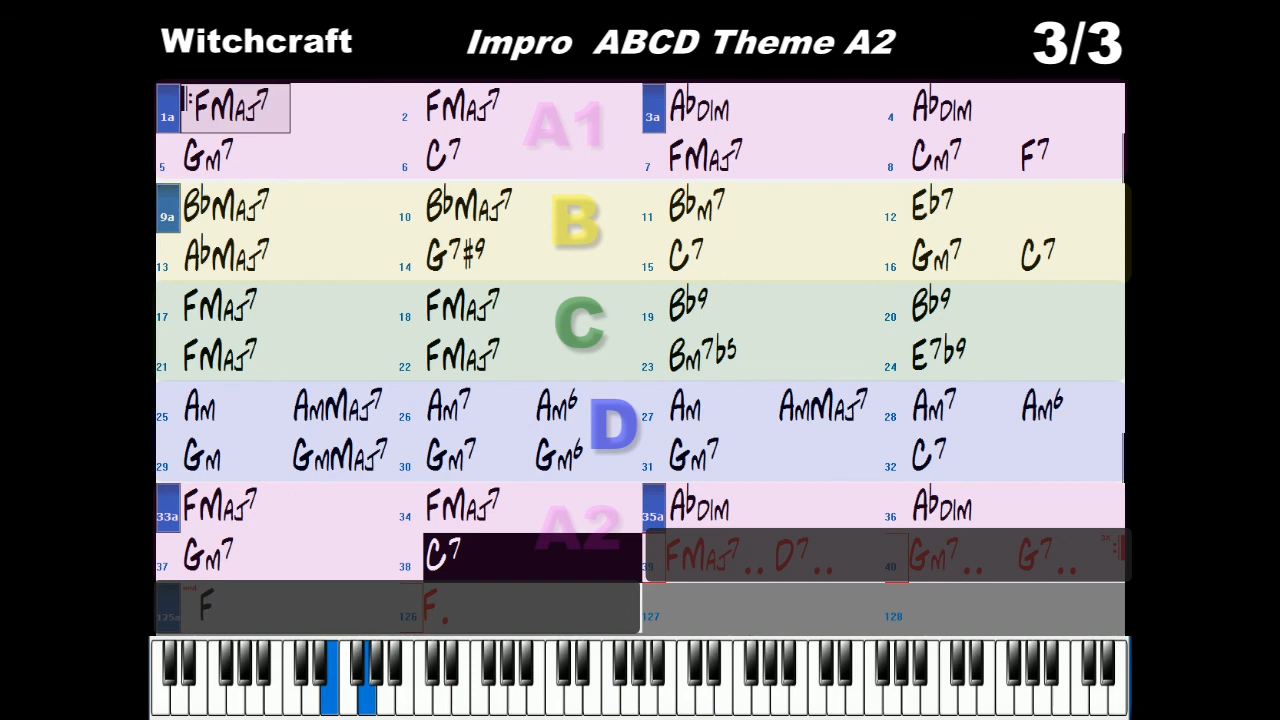 Witchcraft Impro ABCD Theme A2 3/3
1a FMAJ7 2 FMAJ7 A1 3a AbDIM 4 AbDIM
5 GM7 6 C7 7 FMAJ7 8 CM7 F7
9a BbMAJ7 10 BbMAJ7 B 11 BbM7 12 Eb7
13 AbMAJ7 14 G7#9 15 C7 16 GM7 C7
17 FMAJ7 18 FMAJ7 C 19 Bb9 20 Bb9
21 FMAJ7 22 FMAJ7 23 BM7b5 24 E7b9
25 AM AMMAJ7 26 AM7 AM6 D 27 AM AMMAJ7 28 AM7 AM6
29 GM GMMAJ7 30 GM7 GM6 31 GM7 32 C7
33a FMAJ7 34 FMAJ7 A2 35a AbDIM 36 AbDIM
37 GM7 38 C7 39 FMAJ7.. D7.. 40 GM7.. G7.. 3x
125a end F 126 F. 127 128